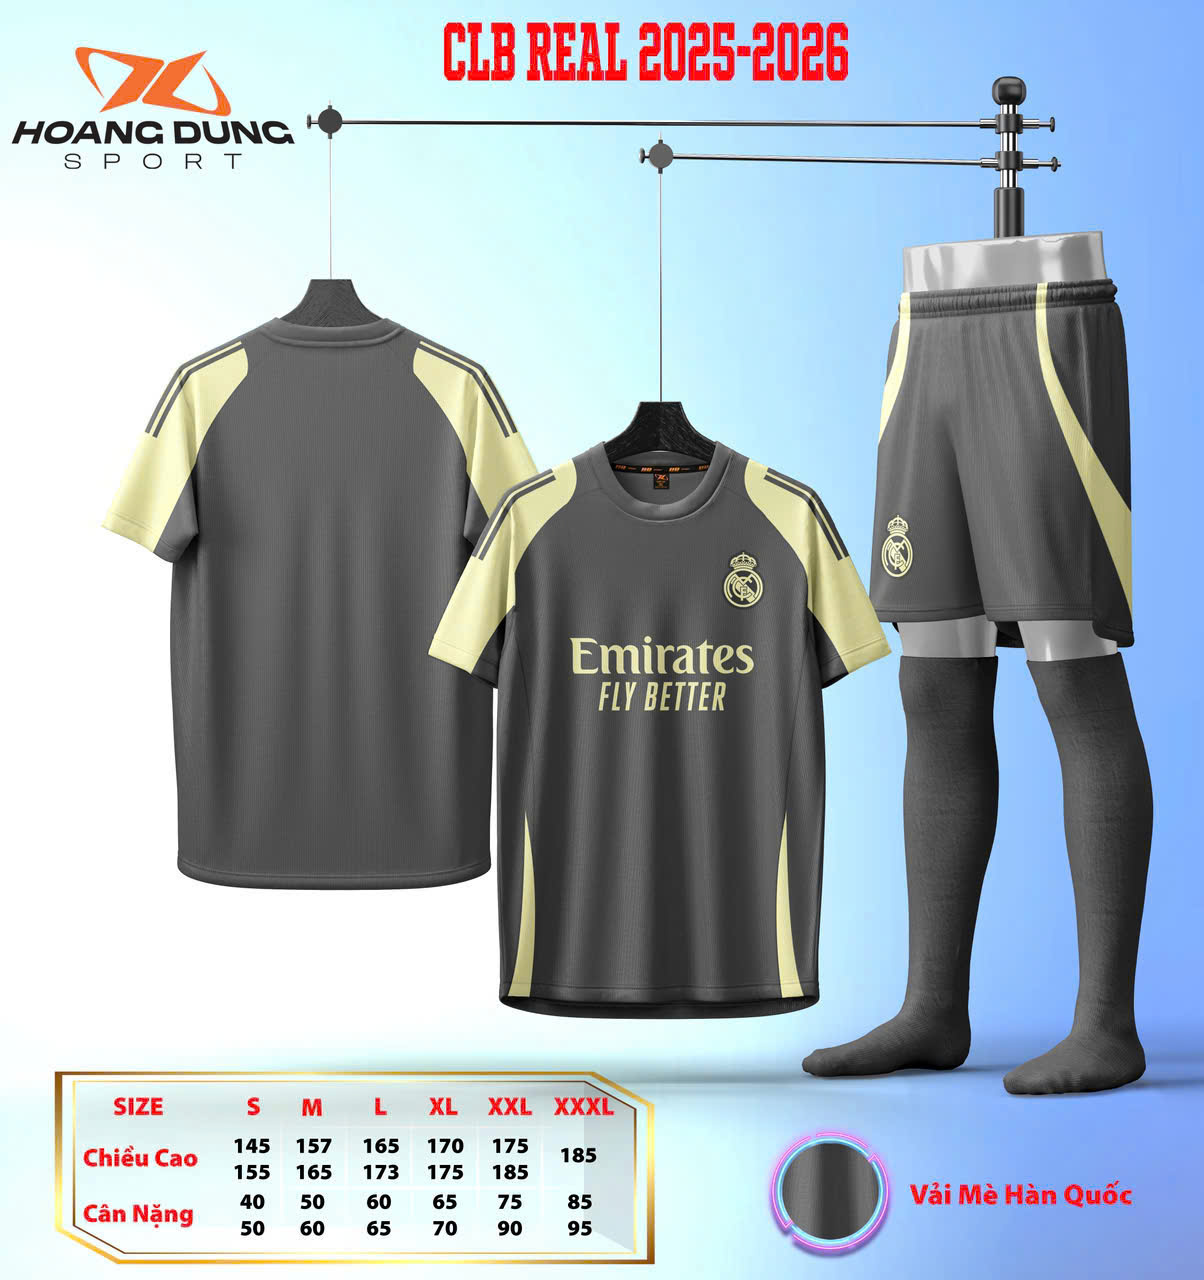 CLB REAL 2025-2026
HOANG DUNG
SPORT
Emirates
FLY BETTER
SIZE S M L XL XXL XXXL
Chiều Cao 145 157 165 170 175 185
155 165 173 175 185
Cân Nặng 40 50 60 65 75 85
50 60 65 70 90 95
Vải Mè Hàn Quốc